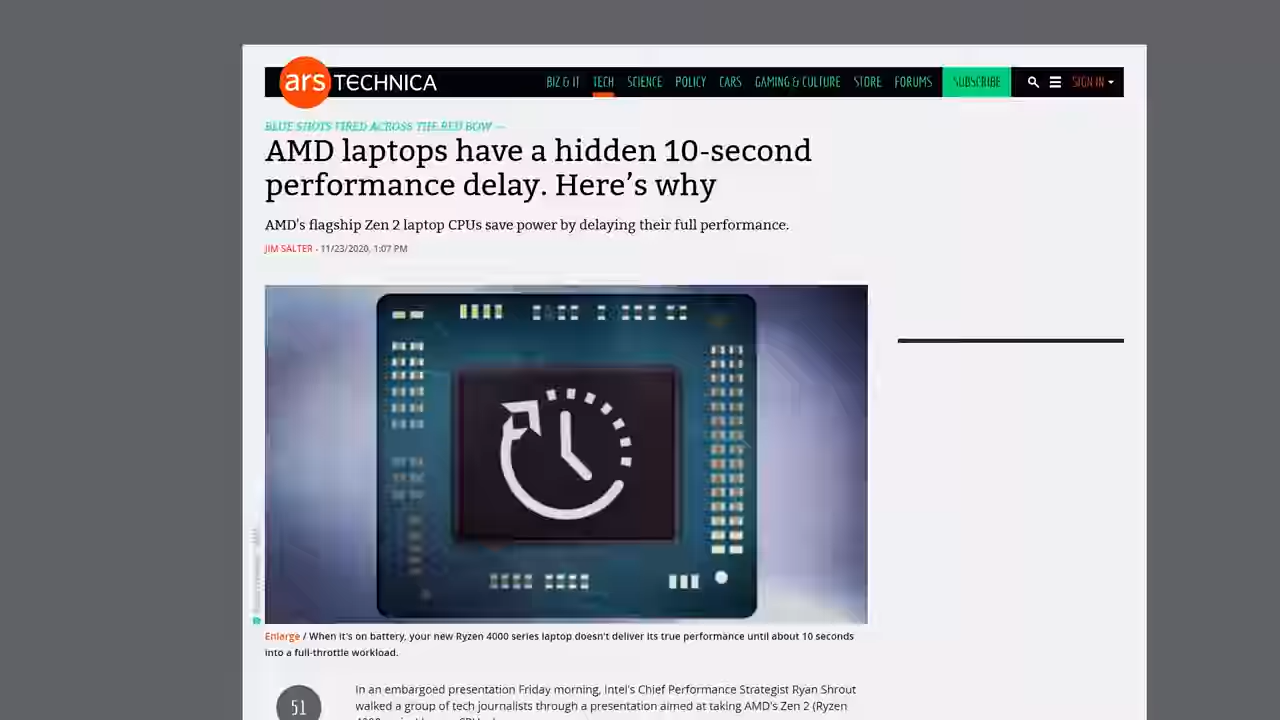 ars TECHNICA
BIZ & IT TECH SCIENCE POLICY CARS GAMING & CULTURE STORE FORUMS SUBSCRIBE SIGN IN
BLUE SHOTS FIRED ACROSS THE RED BOW —
AMD laptops have a hidden 10-second
performance delay. Here's why
AMD's flagship Zen 2 laptop CPUs save power by delaying their full performance.
JIM SALTER - 11/23/2020, 1:07 PM
Enlarge / When it's on battery, your new Ryzen 4000 series laptop doesn't deliver its true performance until about 10 seconds
into a full-throttle workload.
51
In an embargoed presentation Friday morning, Intel's Chief Performance Strategist Ryan Shrout
walked a group of tech journalists through a presentation aimed at taking AMD's Zen 2 (Ryzen